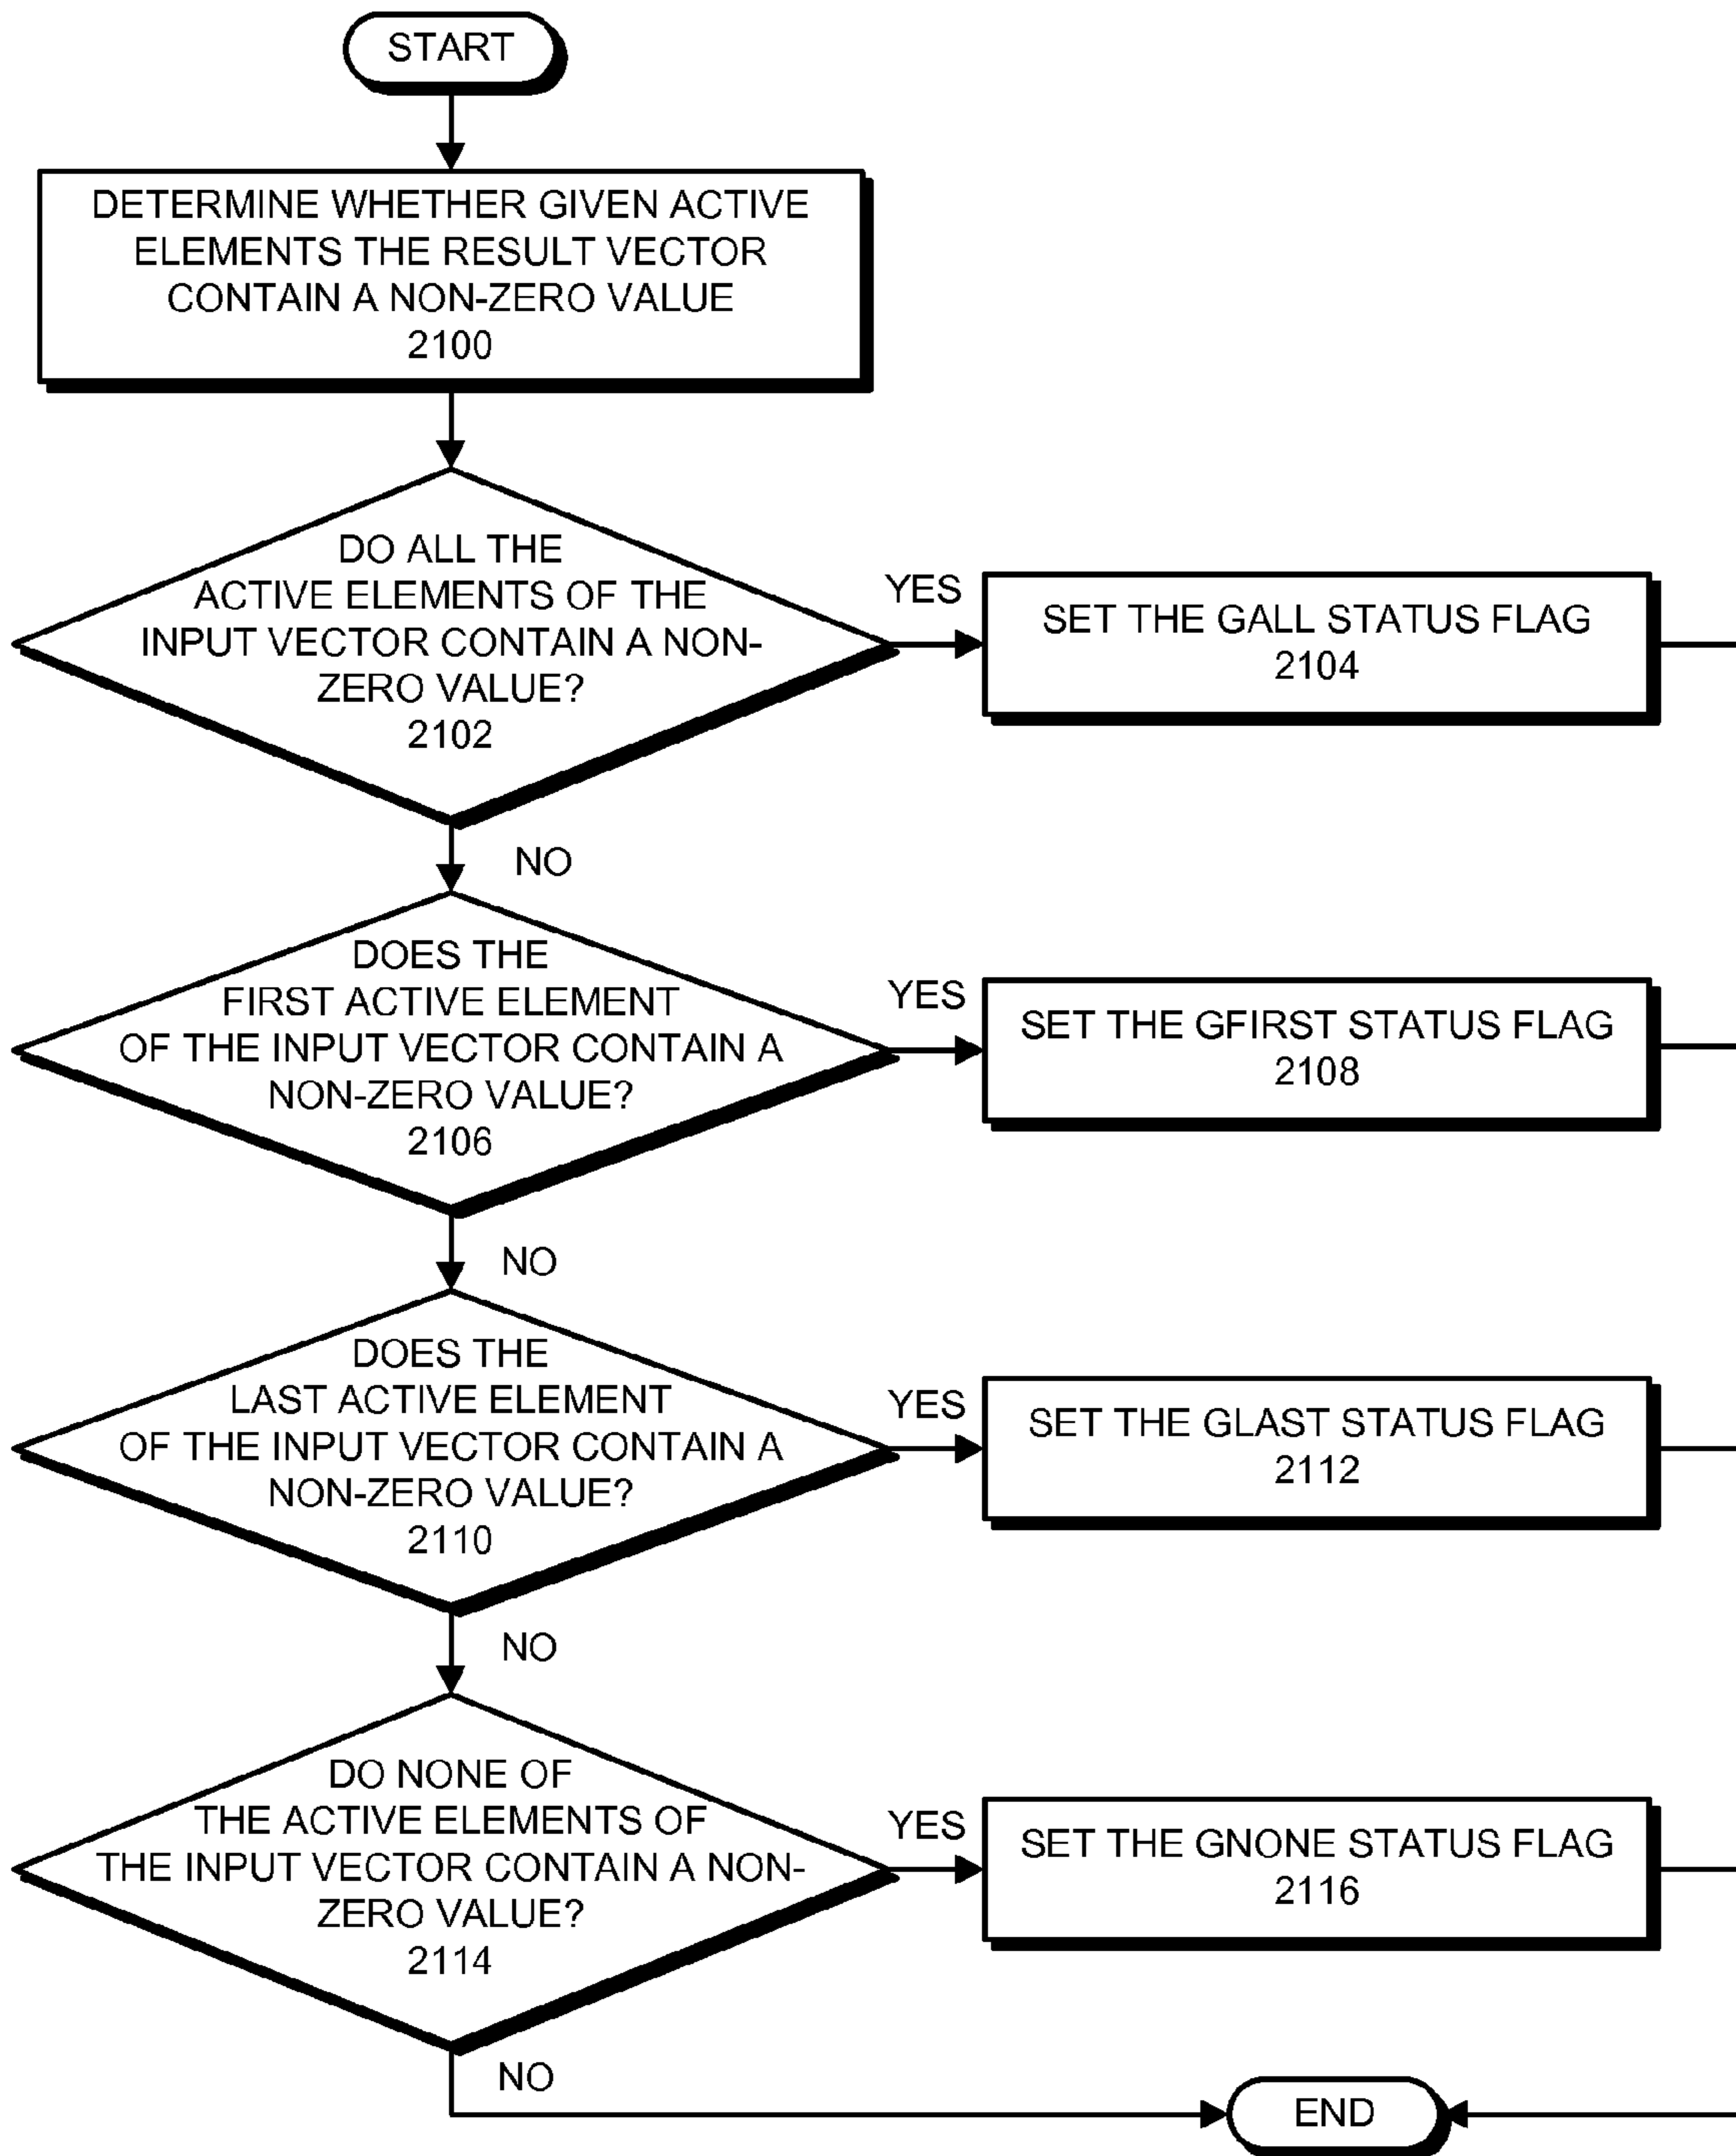 START
DETERMINE WHETHER GIVEN ACTIVE
ELEMENTS THE RESULT VECTOR
CONTAIN A NON-ZERO VALUE
2100
DO ALL THE
ACTIVE ELEMENTS OF THE
INPUT VECTOR CONTAIN A NON-
ZERO VALUE?
2102
YES
SET THE GALL STATUS FLAG
2104
NO
DOES THE
FIRST ACTIVE ELEMENT
OF THE INPUT VECTOR CONTAIN A
NON-ZERO VALUE?
2106
YES
SET THE GFIRST STATUS FLAG
2108
NO
DOES THE
LAST ACTIVE ELEMENT
OF THE INPUT VECTOR CONTAIN A
NON-ZERO VALUE?
2110
YES
SET THE GLAST STATUS FLAG
2112
NO
DO NONE OF
THE ACTIVE ELEMENTS OF
THE INPUT VECTOR CONTAIN A NON-
ZERO VALUE?
2114
YES
SET THE GNONE STATUS FLAG
2116
NO
END